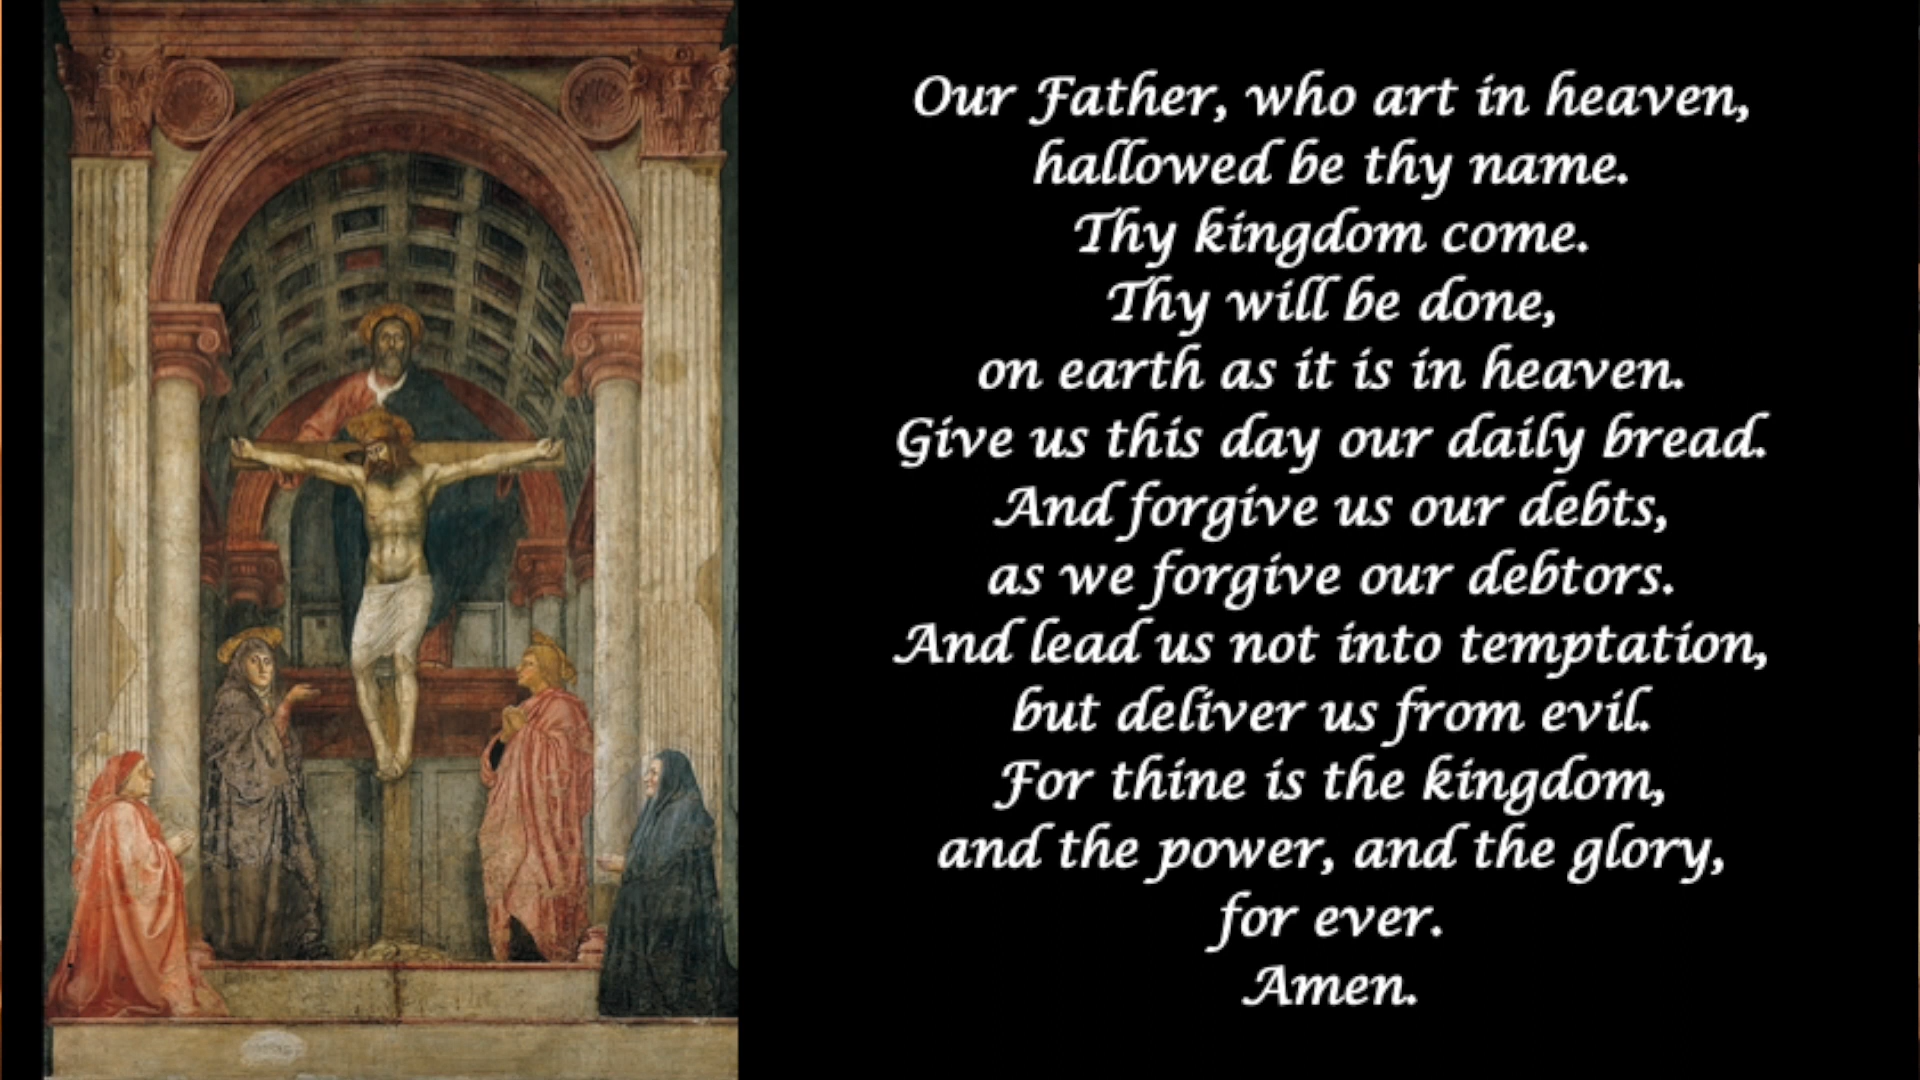 Our Father, who art in heaven,
hallowed be thy name.
Thy kingdom come.
Thy will be done,
on earth as it is in heaven.
Give us this day our daily bread.
And forgive us our debts,
as we forgive our debtors.
And lead us not into temptation,
but deliver us from evil.
For thine is the kingdom,
and the power, and the glory,
for ever.
Amen.